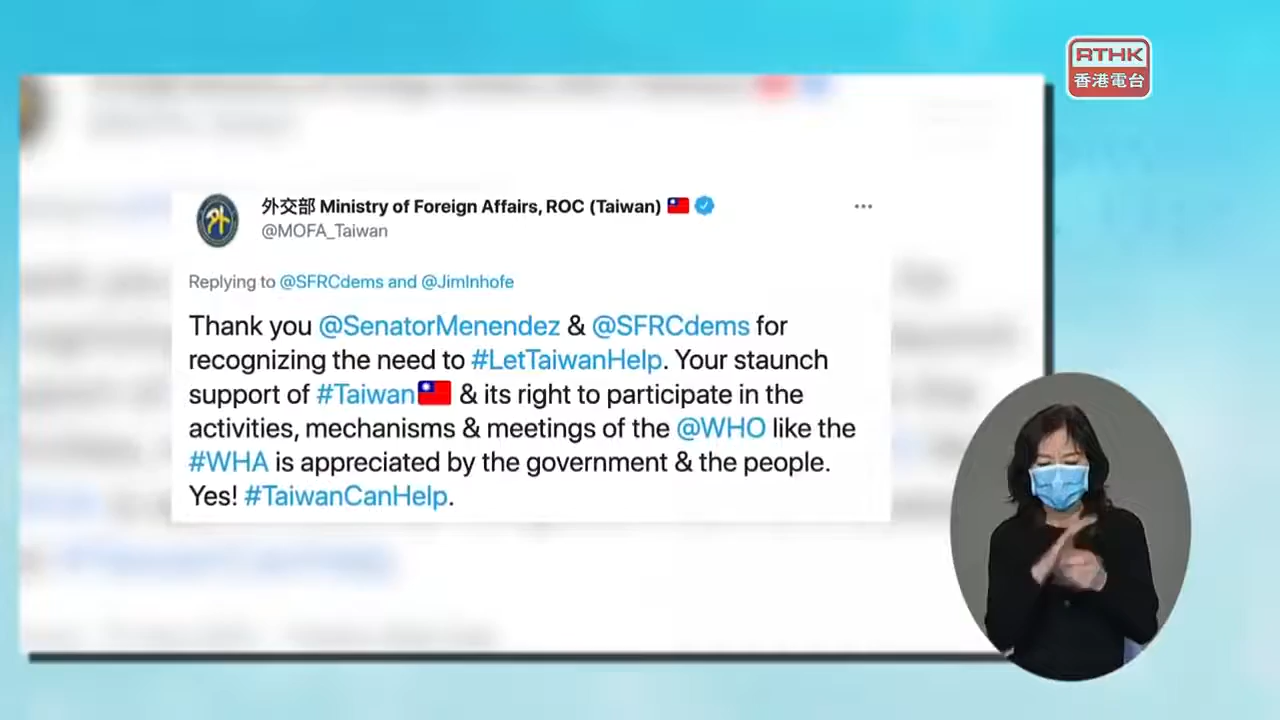 RTHK
香港電台
外交部 Ministry of Foreign Affairs, ROC (Taiwan) 🇹🇼
@MOFA_Taiwan
Replying to @SFRCdems and @JimInhofe
Thank you @SenatorMenendez & @SFRCdems for
recognizing the need to #LetTaiwanHelp. Your staunch
support of #Taiwan🇹🇼 & its right to participate in the
activities, mechanisms & meetings of the @WHO like the
#WHA is appreciated by the government & the people.
Yes! #TaiwanCanHelp.